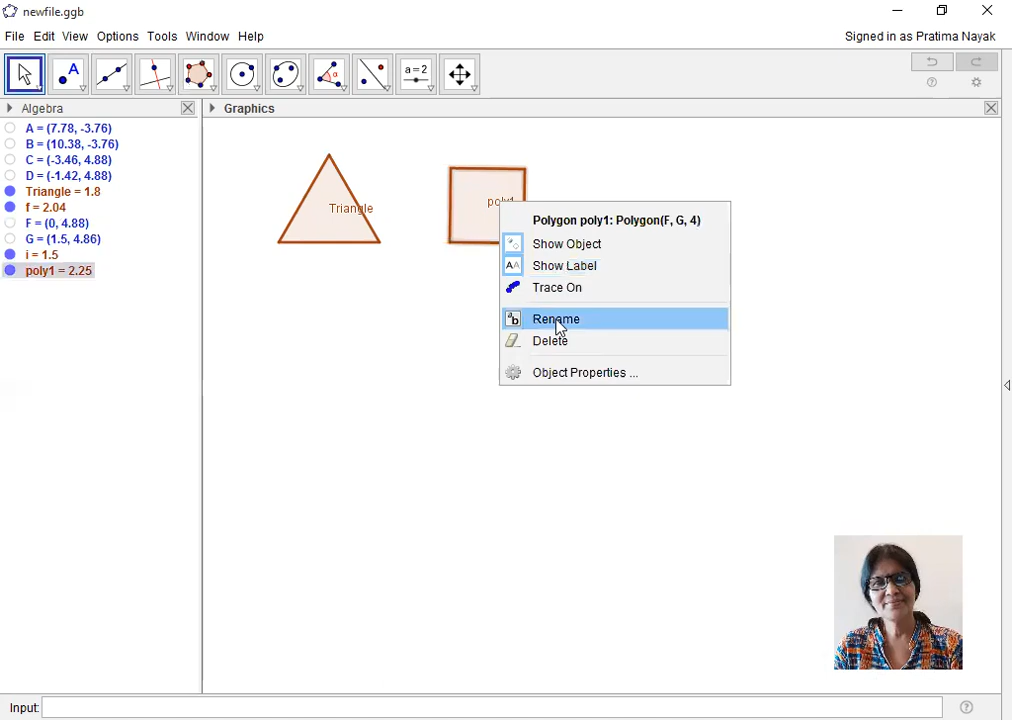 newfile.ggb
File Edit View Options Tools Window Help
Signed in as Pratima Nayak
A
α
a=2
Algebra
Graphics
A = (7.78, -3.76)
B = (10.38, -3.76)
C = (-3.46, 4.88)
D = (-1.42, 4.88)
Triangle = 1.8
f = 2.04
F = (0, 4.88)
G = (1.5, 4.86)
i = 1.5
poly1 = 2.25
Triangle
poly1
Polygon poly1: Polygon(F, G, 4)
Show Object
AA Show Label
Trace On
ab Rename
Delete
Object Properties ...
Input: